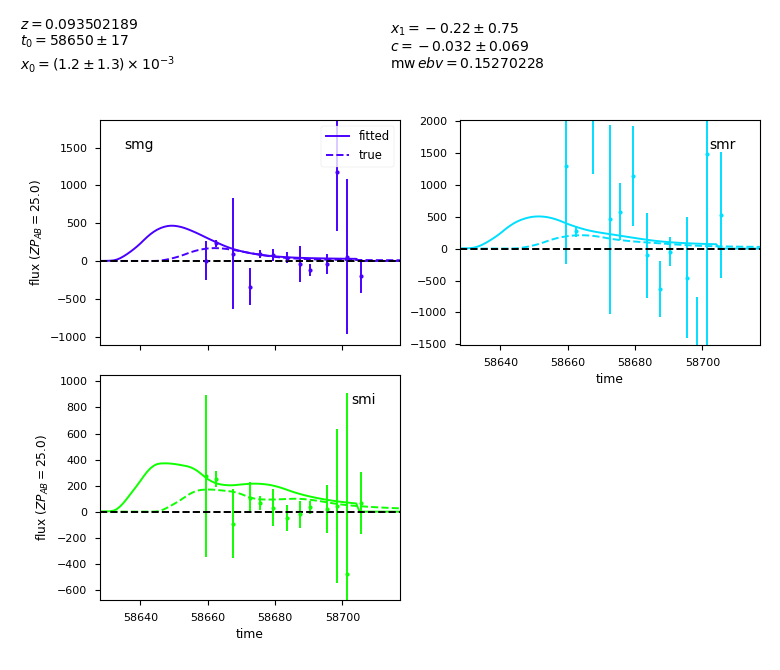 z = 0.093502189
t₀ = 58650 ± 17
x₀ = (1.2 ± 1.3) × 10⁻³
x₁ = −0.22 ± 0.75
c = −0.032 ± 0.069
mw ebv = 0.15270228
smg
fitted
true
1500
1000
500
0
−500
−1000
flux (ZP_AB = 25.0)
smr
2000
1500
1000
500
0
−500
−1000
−1500
58640 58660 58680 58700
time
smi
1000
800
600
400
200
0
−200
−400
−600
flux (ZP_AB = 25.0)
58640 58660 58680 58700
time